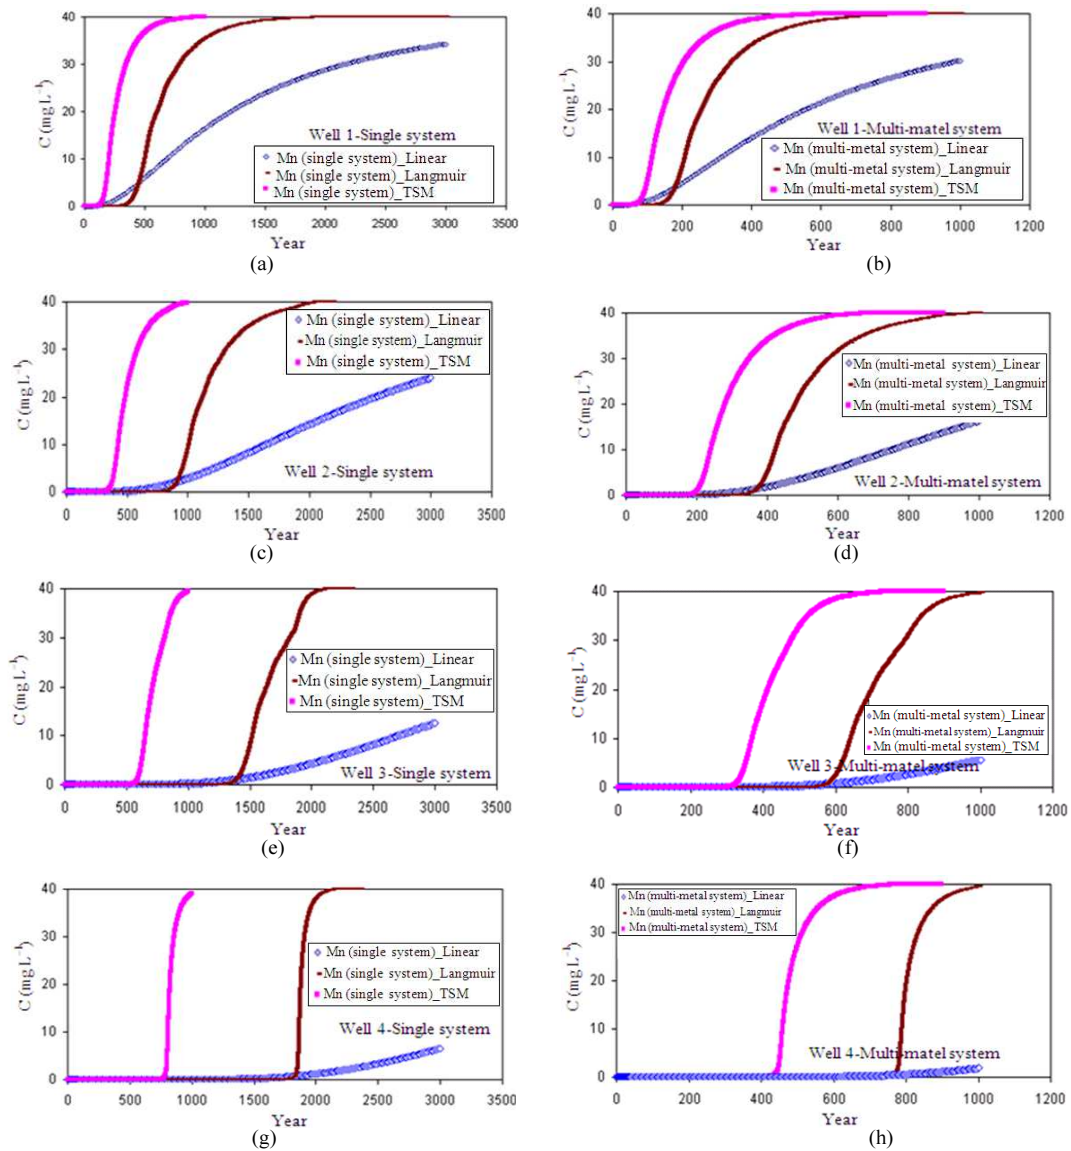 C (mg L⁻¹)
40
30
20
10
0
Well 1-Single system
Mn (single system)_Linear
Mn (single system)_Langmuir
Mn (single system)_TSM
0 500 1000 1500 2000 2500 3000 3500
Year
(a)
C (mg L⁻¹)
40
30
20
10
0
Well 1-Multi-matel system
Mn (multi-metal system)_Linear
Mn (multi-metal system)_Langmuir
Mn (multi-metal system)_TSM
0 200 400 600 800 1000 1200
Year
(b)
C (mg L⁻¹)
40
30
20
10
0
Mn (single system)_Linear
Mn (single system)_Langmuir
Mn (single system)_TSM
Well 2-Single system
0 500 1000 1500 2000 2500 3000 3500
Year
(c)
C (mg L⁻¹)
40
30
20
10
0
Mn (multi-metal system)_Linear
Mn (multi-metal system)_Langmuir
Mn (multi-metal system)_TSM
Well 2-Multi-matel system
0 200 400 600 800 1000 1200
Year
(d)
C (mg L⁻¹)
40
30
20
10
0
Mn (single system)_Linear
Mn (single system)_Langmuir
Mn (single system)_TSM
Well 3-Single system
0 500 1000 1500 2000 2500 3000 3500
Year
(e)
C (mg L⁻¹)
40
30
20
10
0
Mn (multi-metal system)_Linear
Mn (multi-metal system)_Langmuir
Mn (multi-metal system)_TSM
Well 3-Multi-matel system
0 200 400 600 800 1000 1200
Year
(f)
C (mg L⁻¹)
40
30
20
10
0
Mn (single system)_Linear
Mn (single system)_Langmuir
Mn (single system)_TSM
Well 4-Single system
0 500 1000 1500 2000 2500 3000 3500
Year
(g)
C (mg L⁻¹)
40
30
20
10
0
Mn (multi-metal system)_Linear
Mn (multi-metal system)_Langmuir
Mn (multi-metal system)_TSM
Well 4-Multi-matel system
0 200 400 600 800 1000 1200
Year
(h)